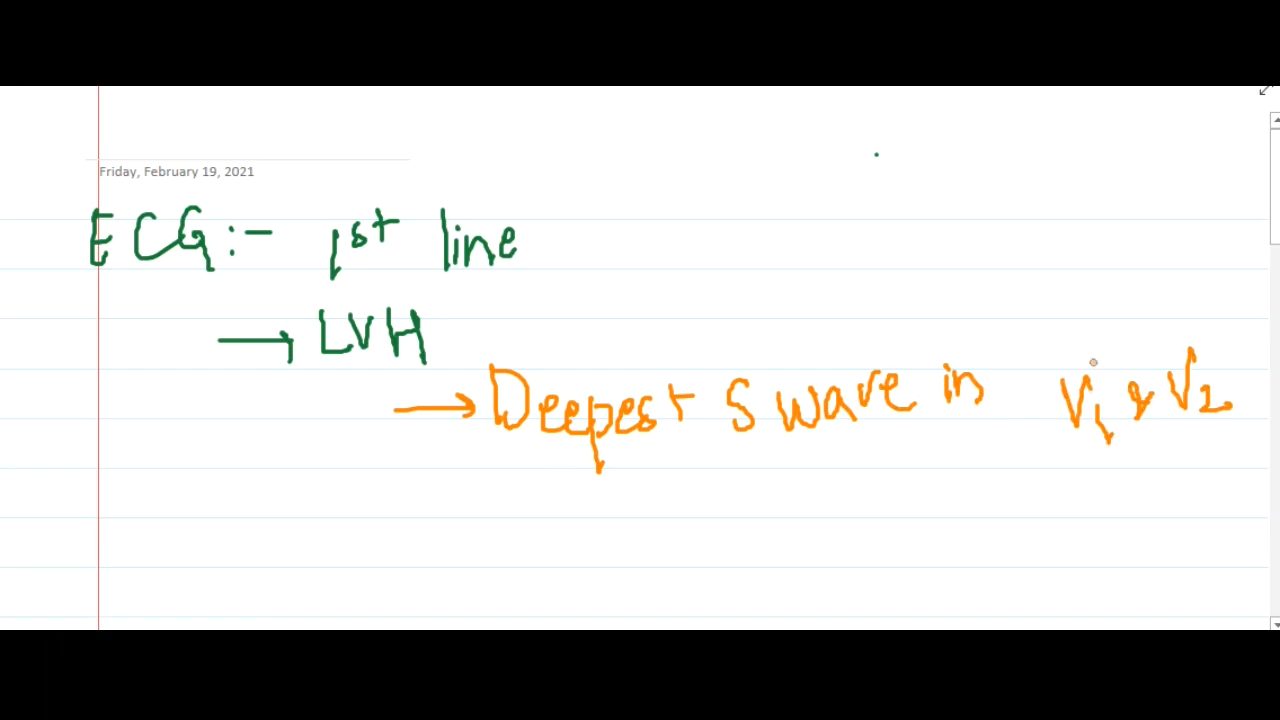 Friday, February 19, 2021
ECG:- 1st line
→ LVH
→ Deepest S wave in V1 & V2